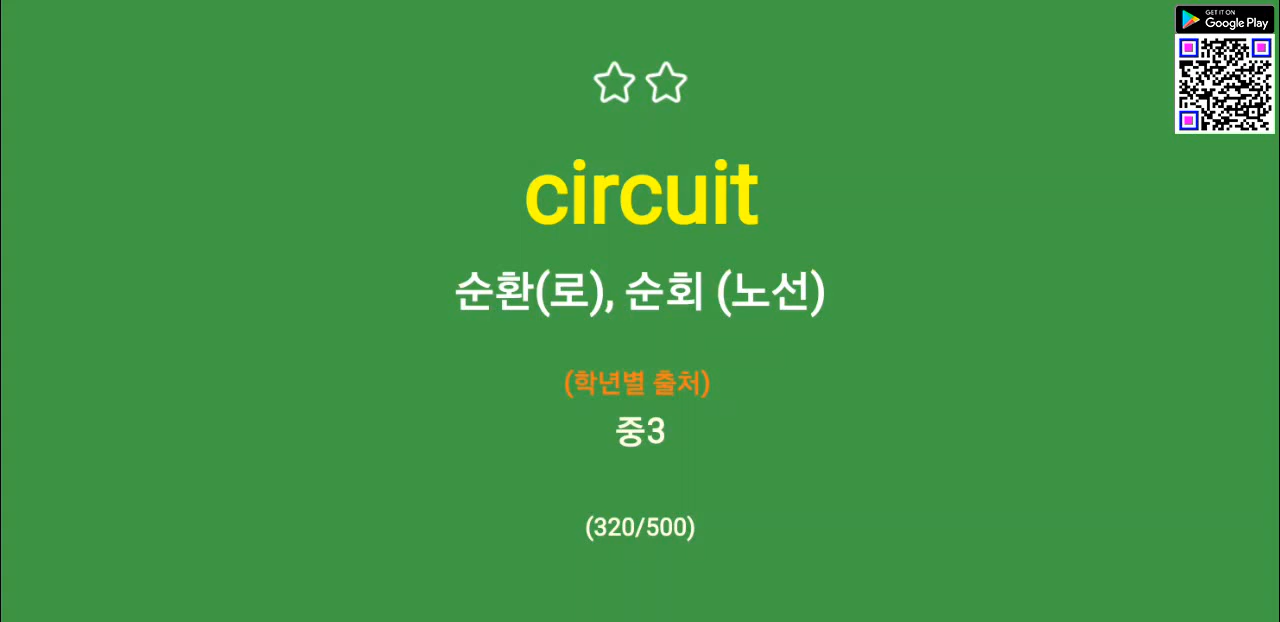 GET IT ON
Google Play
circuit
순환(로), 순회 (노선)
(학년별 출처)
중3
(320/500)